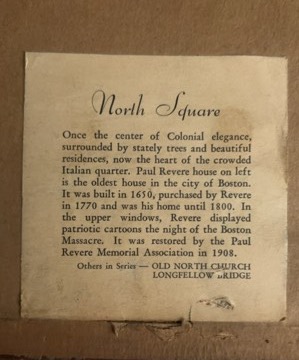 North Square
Once the center of Colonial elegance,
surrounded by stately trees and beautiful
residences, now the heart of the crowded
Italian quarter. Paul Revere house on left
is the oldest house in the city of Boston.
It was built in 1650, purchased by Revere
in 1770 and was his home until 1800. In
the upper windows, Revere displayed
patriotic cartoons the night of the Boston
Massacre. It was restored by the Paul
Revere Memorial Association in 1908.
Others in Series — OLD NORTH CHURCH
LONGFELLOW BRIDGE